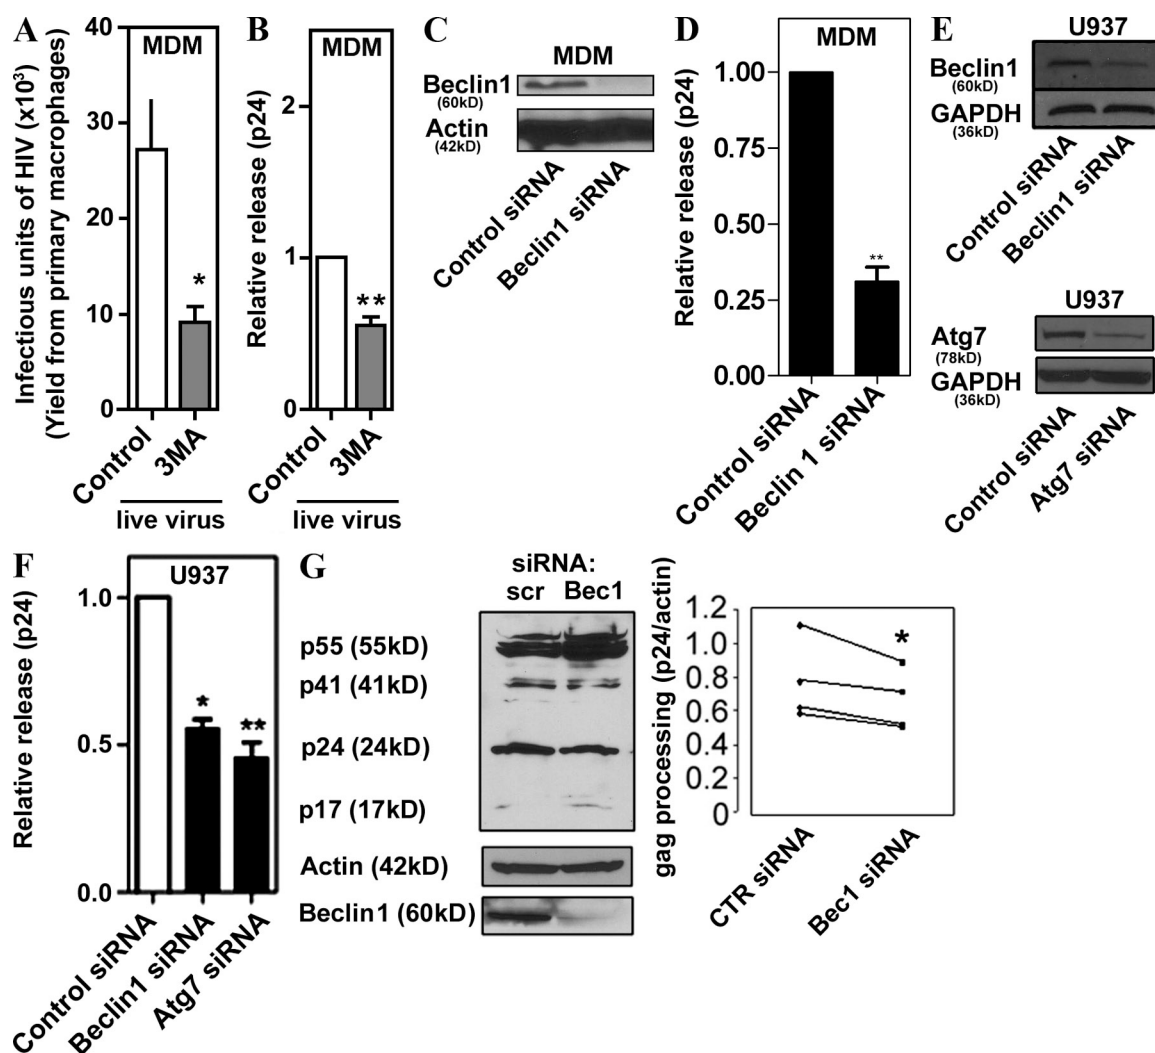 A
Infectious units of HIV (x10³)
(Yield from primary macrophages)
40
30
20
10
0
MDM
*
Control
3MA
live virus
B
Relative release (p24)
2
1
0
MDM
**
Control
3MA
live virus
C
MDM
Beclin1
(60kD)
Actin
(42kD)
Control siRNA
Beclin1 siRNA
D
Relative release (p24)
1.00
0.75
0.50
0.25
0.00
MDM
**
Control siRNA
Beclin 1 siRNA
E
U937
Beclin1
(60kD)
GAPDH
(36kD)
Control siRNA
Beclin1 siRNA
U937
Atg7
(78kD)
GAPDH
(36kD)
Control siRNA
Atg7 siRNA
F
Relative release (p24)
1.0
0.5
0.0
U937
*
**
Control siRNA
Beclin1 siRNA
Atg7 siRNA
G
siRNA:
scr Bec1
p55 (55kD)
p41 (41kD)
p24 (24kD)
p17 (17kD)
Actin (42kD)
Beclin1 (60kD)
gag processing (p24/actin)
1.2
1.0
0.8
0.6
0.4
0.2
0
*
CTR siRNA
Bec1 siRNA